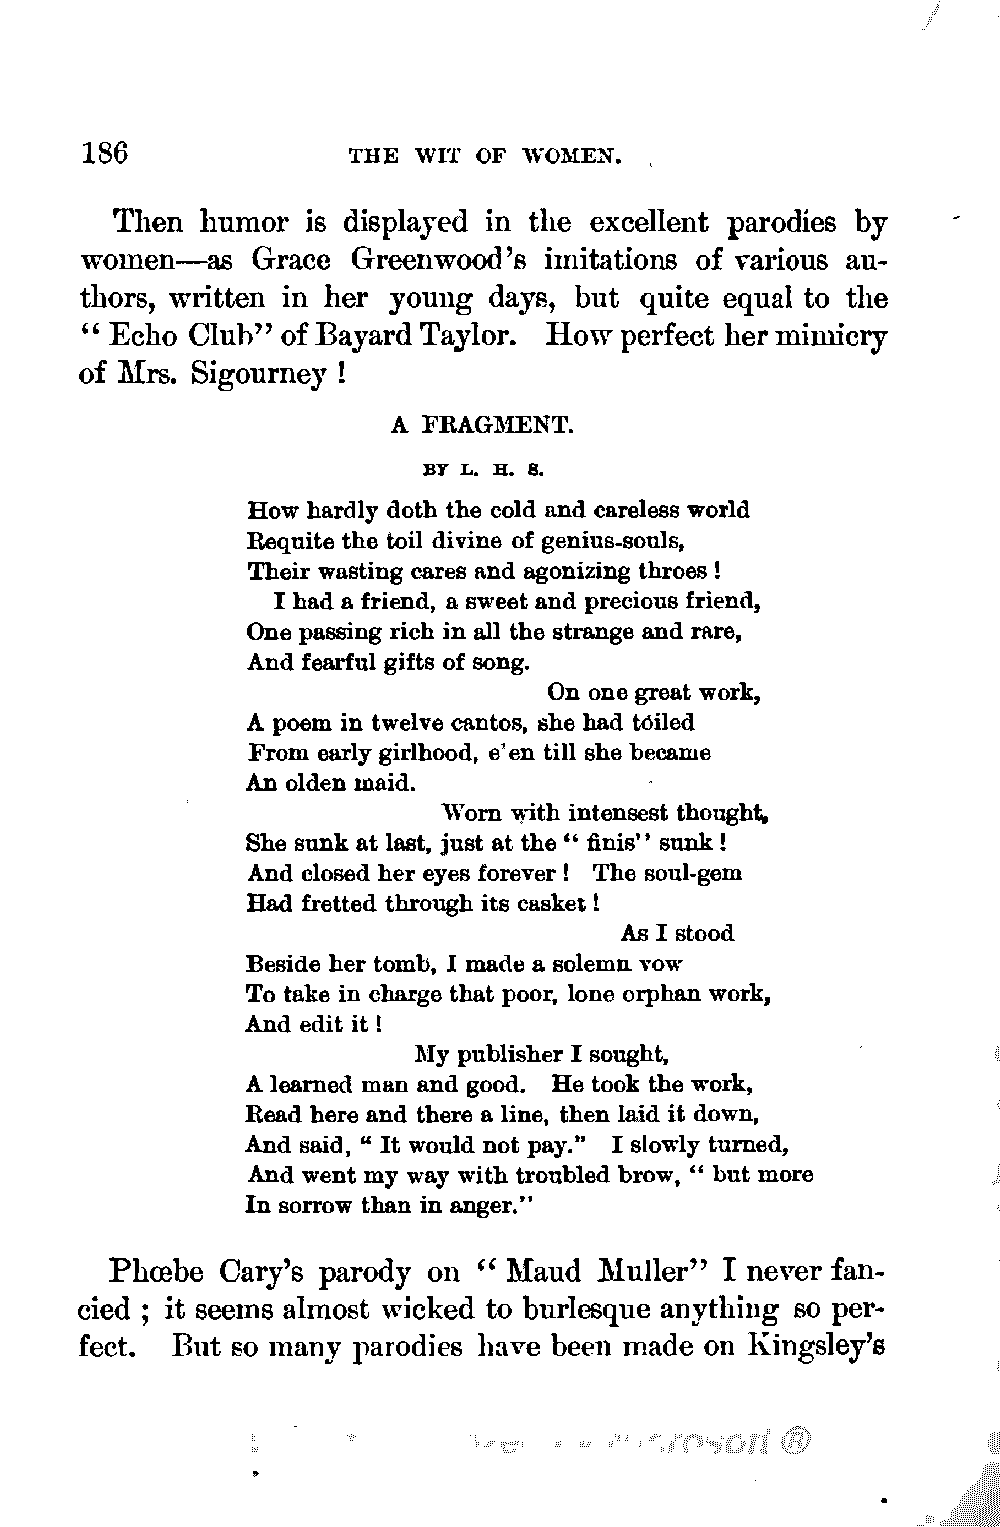 186 THE WIT OF WOMEN.
Then humor is displayed in the excellent parodies by
women—as Grace Greenwood's imitations of various au-
thors, written in her young days, but quite equal to the
“ Echo Club” of Bayard Taylor. How perfect her mimicry
of Mrs. Sigourney !
A FRAGMENT.
BY L. H. S.
How hardly doth the cold and careless world
Requite the toil divine of genius-souls,
Their wasting cares and agonizing throes !
I had a friend, a sweet and precious friend,
One passing rich in all the strange and rare,
And fearful gifts of song.
On one great work,
A poem in twelve cantos, she had toiled
From early girlhood, e'en till she became
An olden maid.
Worn with intensest thought,
She sunk at last, just at the “ finis” sunk !
And closed her eyes forever ! The soul-gem
Had fretted through its casket !
As I stood
Beside her tomb, I made a solemn vow
To take in charge that poor, lone orphan work,
And edit it !
My publisher I sought,
A learned man and good. He took the work,
Read here and there a line, then laid it down,
And said, “ It would not pay.” I slowly turned,
And went my way with troubled brow, “ but more
In sorrow than in anger.”
Phœbe Cary's parody on “ Maud Muller” I never fan-
cied ; it seems almost wicked to burlesque anything so per-
fect. But so many parodies have been made on Kingsley's